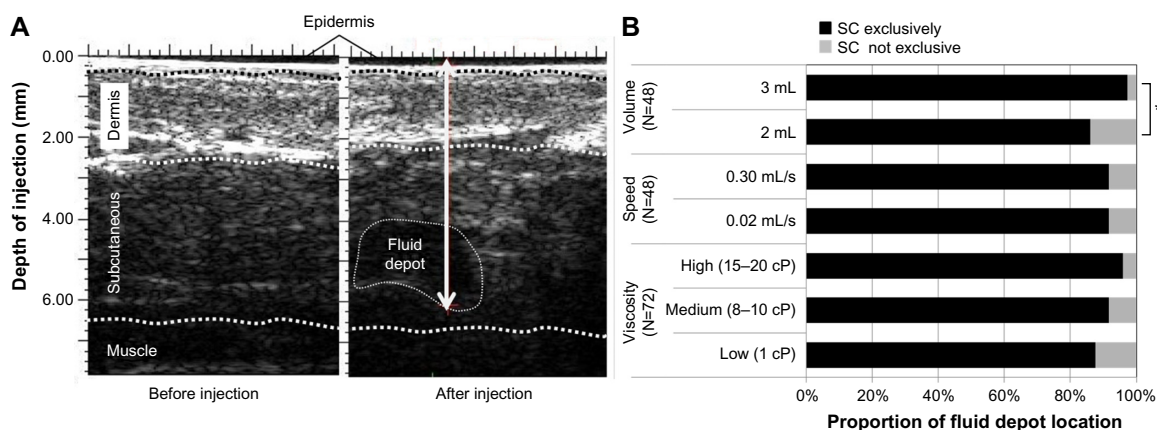 A
Epidermis
Depth of injection (mm)
0.00
2.00
4.00
6.00
Dermis
Subcutaneous
Fluid
depot
Muscle
Before injection
After injection
B
SC exclusively
SC not exclusive
Volume
(N=48)
3 mL
2 mL
Speed
(N=48)
0.30 mL/s
0.02 mL/s
Viscosity
(N=72)
High (15–20 cP)
Medium (8–10 cP)
Low (1 cP)
0% 20% 40% 60% 80% 100%
Proportion of fluid depot location